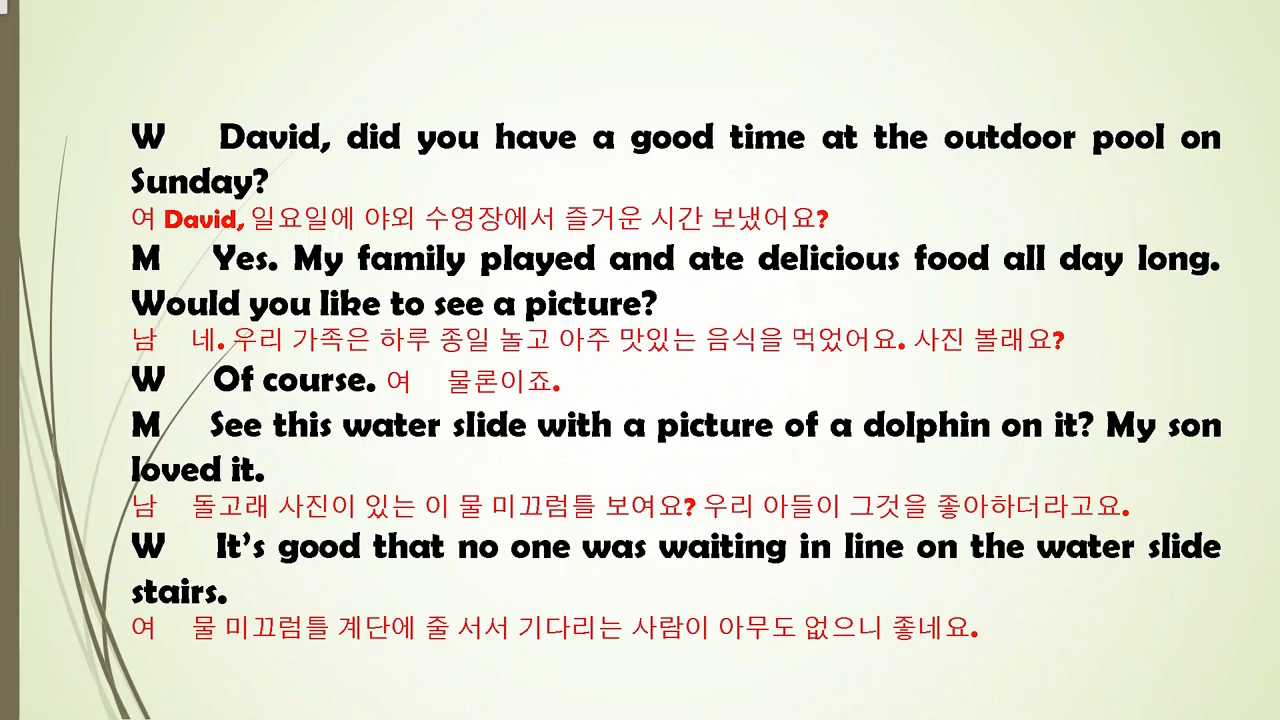 W David, did you have a good time at the outdoor pool on
Sunday?
여 David, 일요일에 야외 수영장에서 즐거운 시간 보냈어요?
M Yes. My family played and ate delicious food all day long.
Would you like to see a picture?
남 네. 우리 가족은 하루 종일 놀고 아주 맛있는 음식을 먹었어요. 사진 볼래요?
W Of course. 여 물론이죠.
M See this water slide with a picture of a dolphin on it? My son
loved it.
남 돌고래 사진이 있는 이 물 미끄럼틀 보여요? 우리 아들이 그것을 좋아하더라고요.
W It’s good that no one was waiting in line on the water slide
stairs.
여 물 미끄럼틀 계단에 줄 서서 기다리는 사람이 아무도 없으니 좋네요.